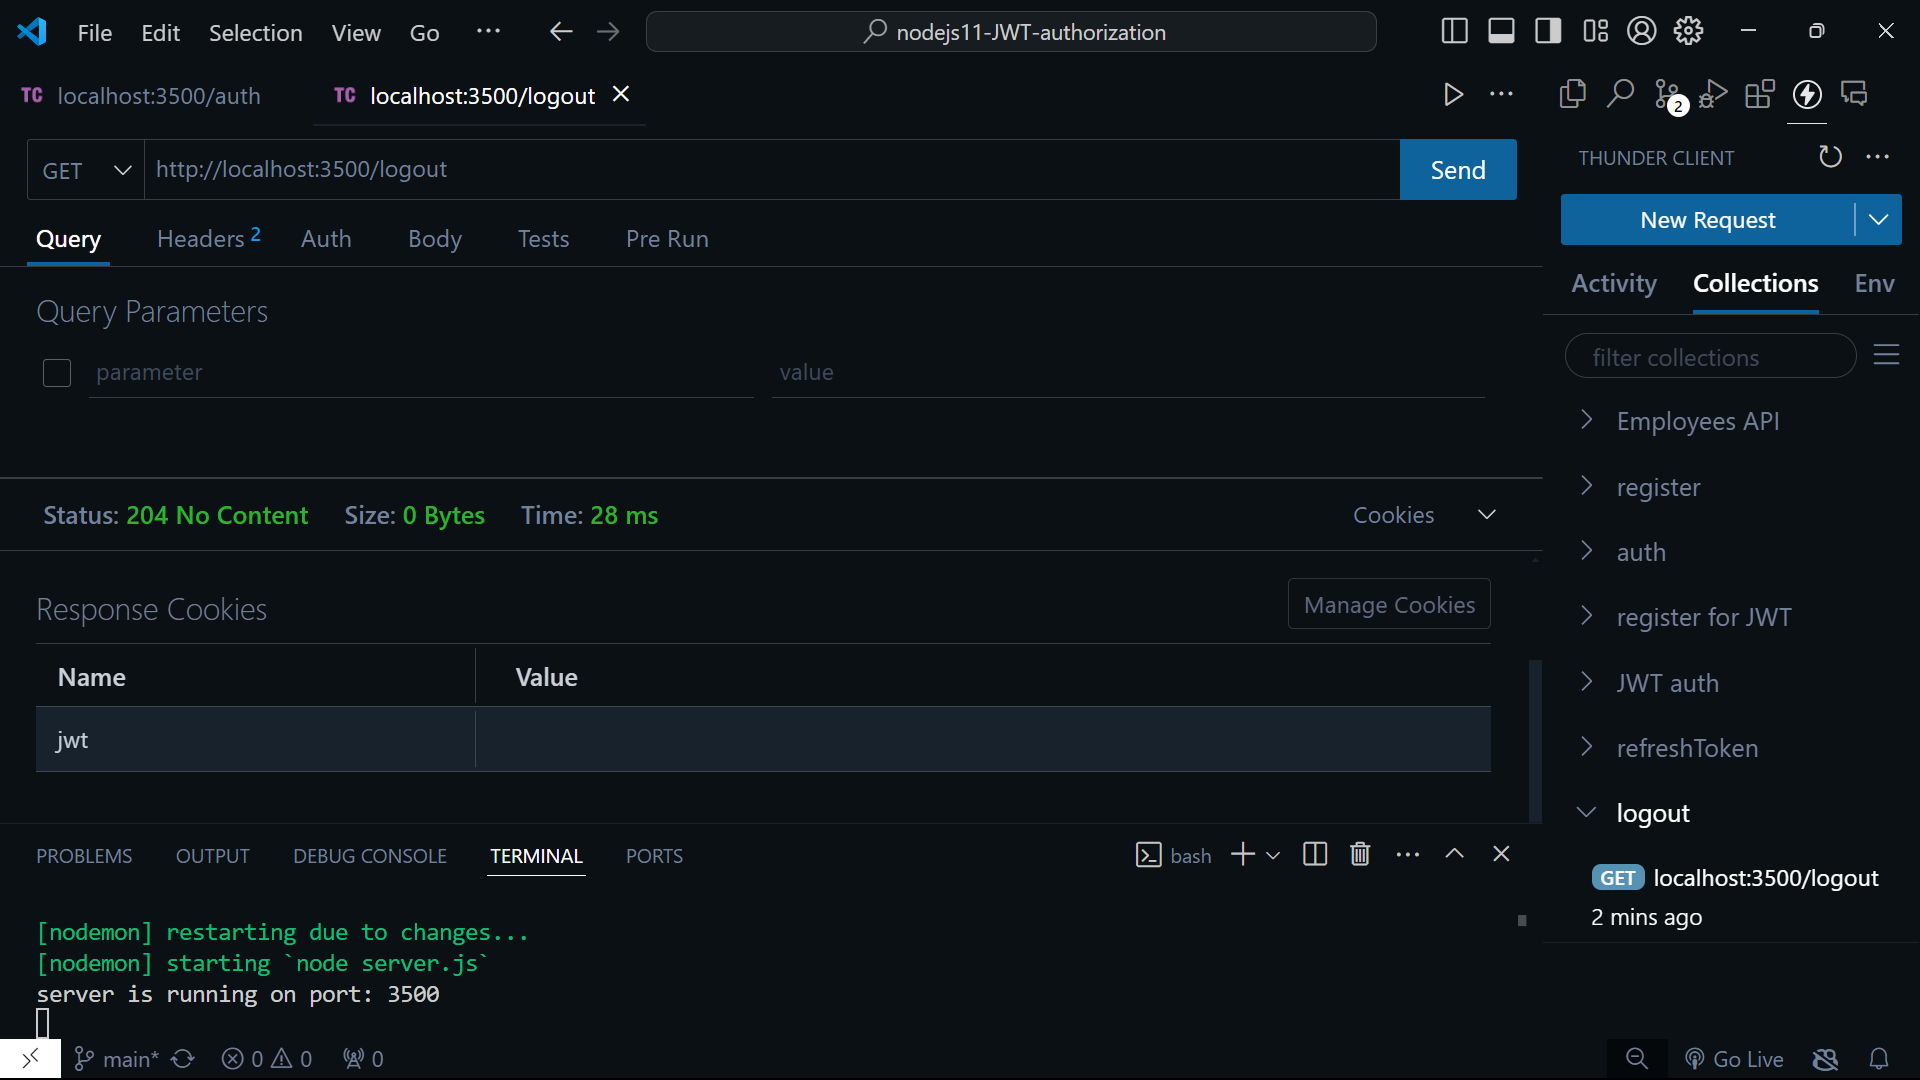 File Edit Selection View Go ··· nodejs11-JWT-authorization
TC localhost:3500/auth TC localhost:3500/logout
GET http://localhost:3500/logout Send
Query Headers 2 Auth Body Tests Pre Run
Query Parameters
parameter value
Status: 204 No Content Size: 0 Bytes Time: 28 ms Cookies
Response Cookies Manage Cookies
Name Value
jwt
PROBLEMS OUTPUT DEBUG CONSOLE TERMINAL PORTS bash
[nodemon] restarting due to changes...
[nodemon] starting `node server.js`
server is running on port: 3500
2
THUNDER CLIENT
New Request
Activity Collections Env
filter collections
Employees API
register
auth
register for JWT
JWT auth
refreshToken
logout
GET localhost:3500/logout
2 mins ago
main* 0 0 0 Go Live